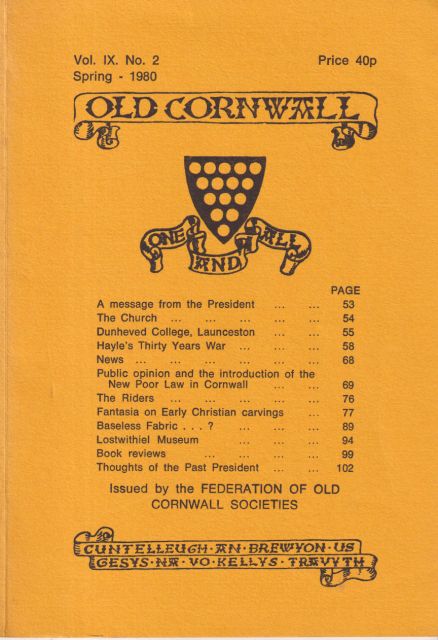 Vol. IX. No. 2 Price 40p
Spring - 1980
OLD CORNWALL
ONE AND ALL
PAGE
A message from the President ... ... 53
The Church ... ... ... ... ... 54
Dunheved College, Launceston ... ... 55
Hayle's Thirty Years War ... ... ... 58
News ... ... ... ... ... ... 68
Public opinion and the introduction of the
New Poor Law in Cornwall ... ... 69
The Riders ... ... ... ... ... 76
Fantasia on Early Christian carvings ... 77
Baseless Fabric . . . ? ... ... ... 89
Lostwithiel Museum ... ... ... 94
Book reviews ... ... ... ... 99
Thoughts of the Past President ... ... 102
Issued by the FEDERATION OF OLD
CORNWALL SOCIETIES
CUNTELLEUGH · AN · BREWYON · US
GESYS · NA · VO · KELLYS · TRAVYTH